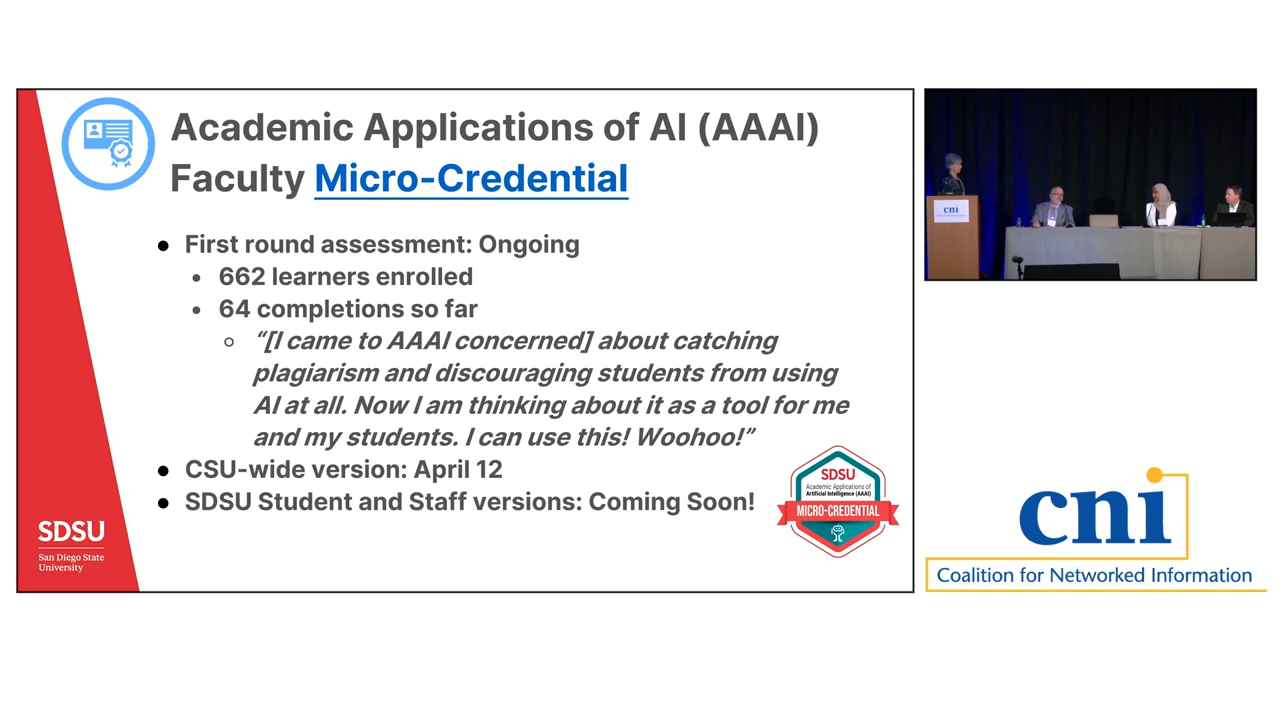 Academic Applications of AI (AAAI)
Faculty Micro-Credential
● First round assessment: Ongoing
• 662 learners enrolled
• 64 completions so far
○ “[I came to AAAI concerned] about catching
plagiarism and discouraging students from using
AI at all. Now I am thinking about it as a tool for me
and my students. I can use this! Woohoo!”
● CSU-wide version: April 12
● SDSU Student and Staff versions: Coming Soon!
SDSU
Academic Applications of
Artificial Intelligence (AAAI)
MICRO-CREDENTIAL
SDSU
San Diego State
University
cni
cni
Coalition for Networked Information